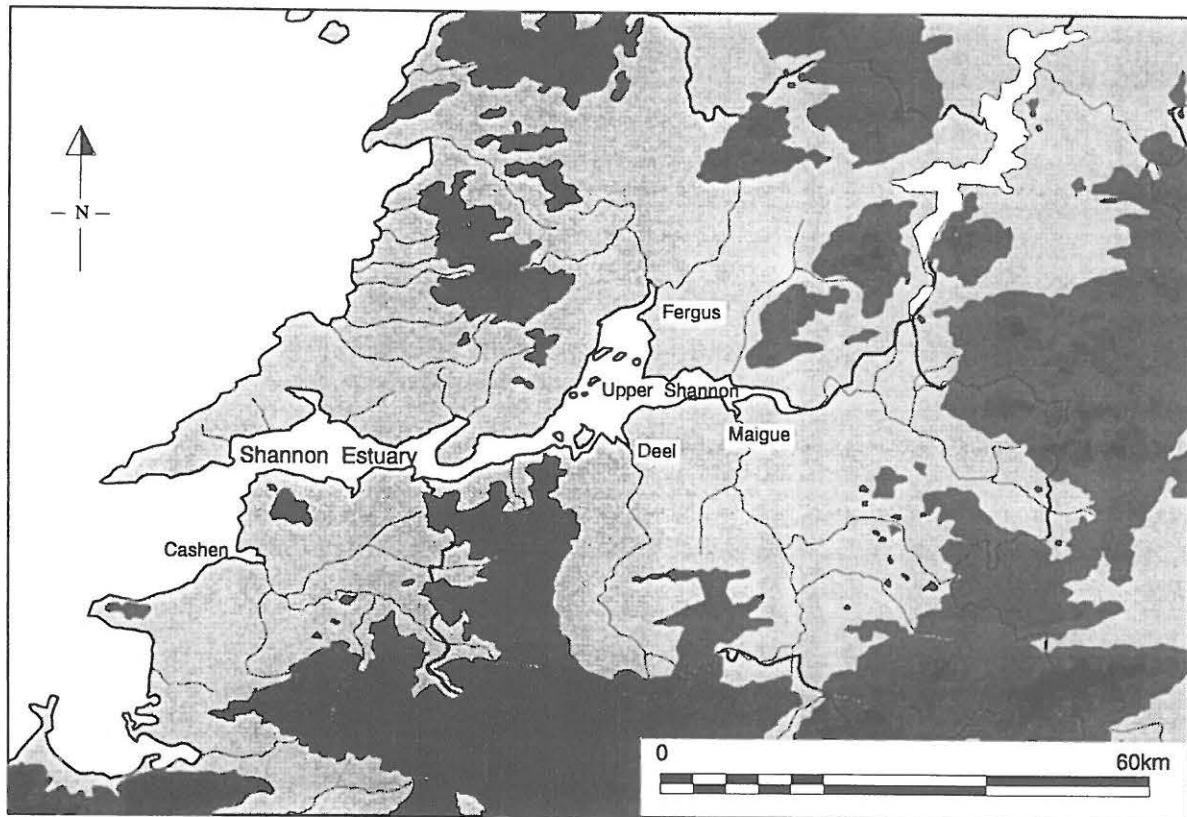 N
Fergus
Upper Shannon
Maigue
Deel
Shannon Estuary
Cashen
0 60km